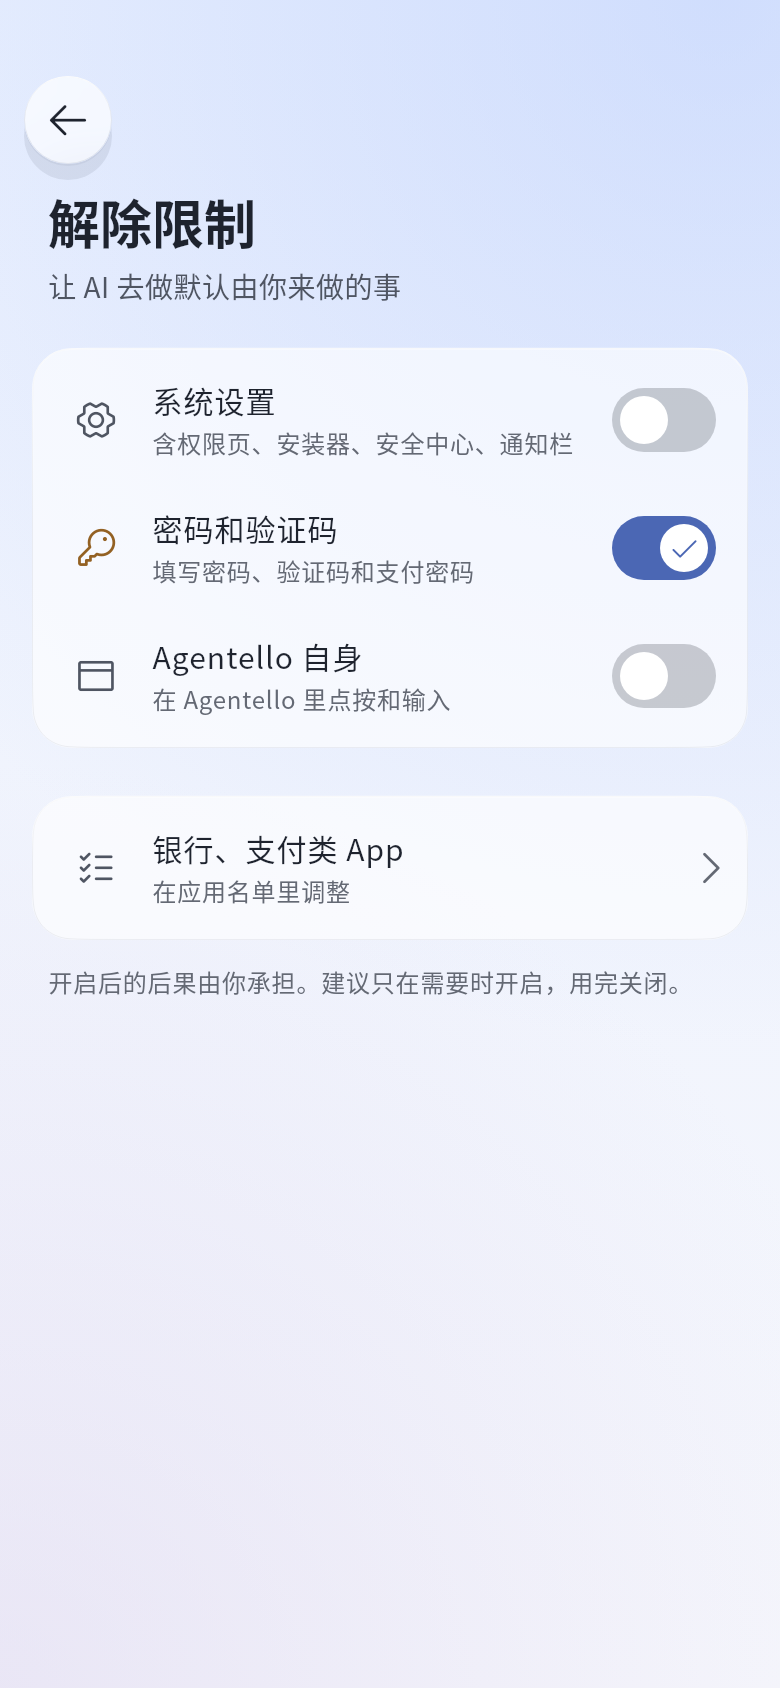 解除限制
让 AI 去做默认由你来做的事
系统设置
含权限页、安装器、安全中心、通知栏
密码和验证码
填写密码、验证码和支付密码
Agentello 自身
在 Agentello 里点按和输入
银行、支付类 App
在应用名单里调整
开启后的后果由你承担。建议只在需要时开启，用完关闭。